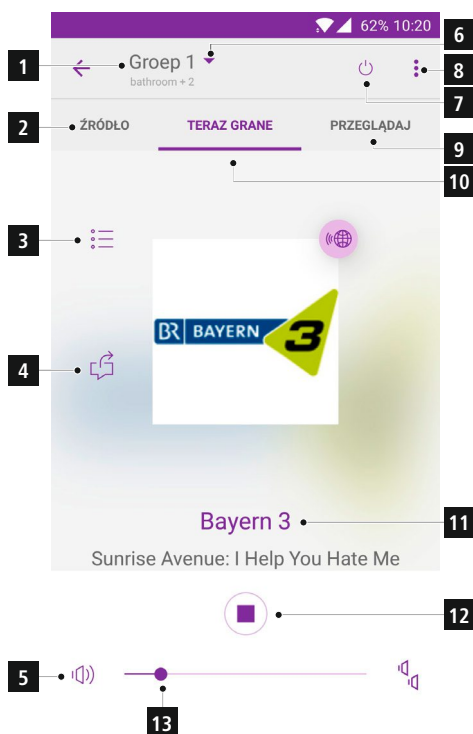 62% 10:20
6
1
Groep 1
8
bathroom + 2
7
2
ŹRÓDŁO
TERAZ GRANE
PRZEGLĄDAJ
9
10
3
BR BAYERN 3
4
Bayern 3
11
Sunrise Avenue: I Help You Hate Me
12
5
13